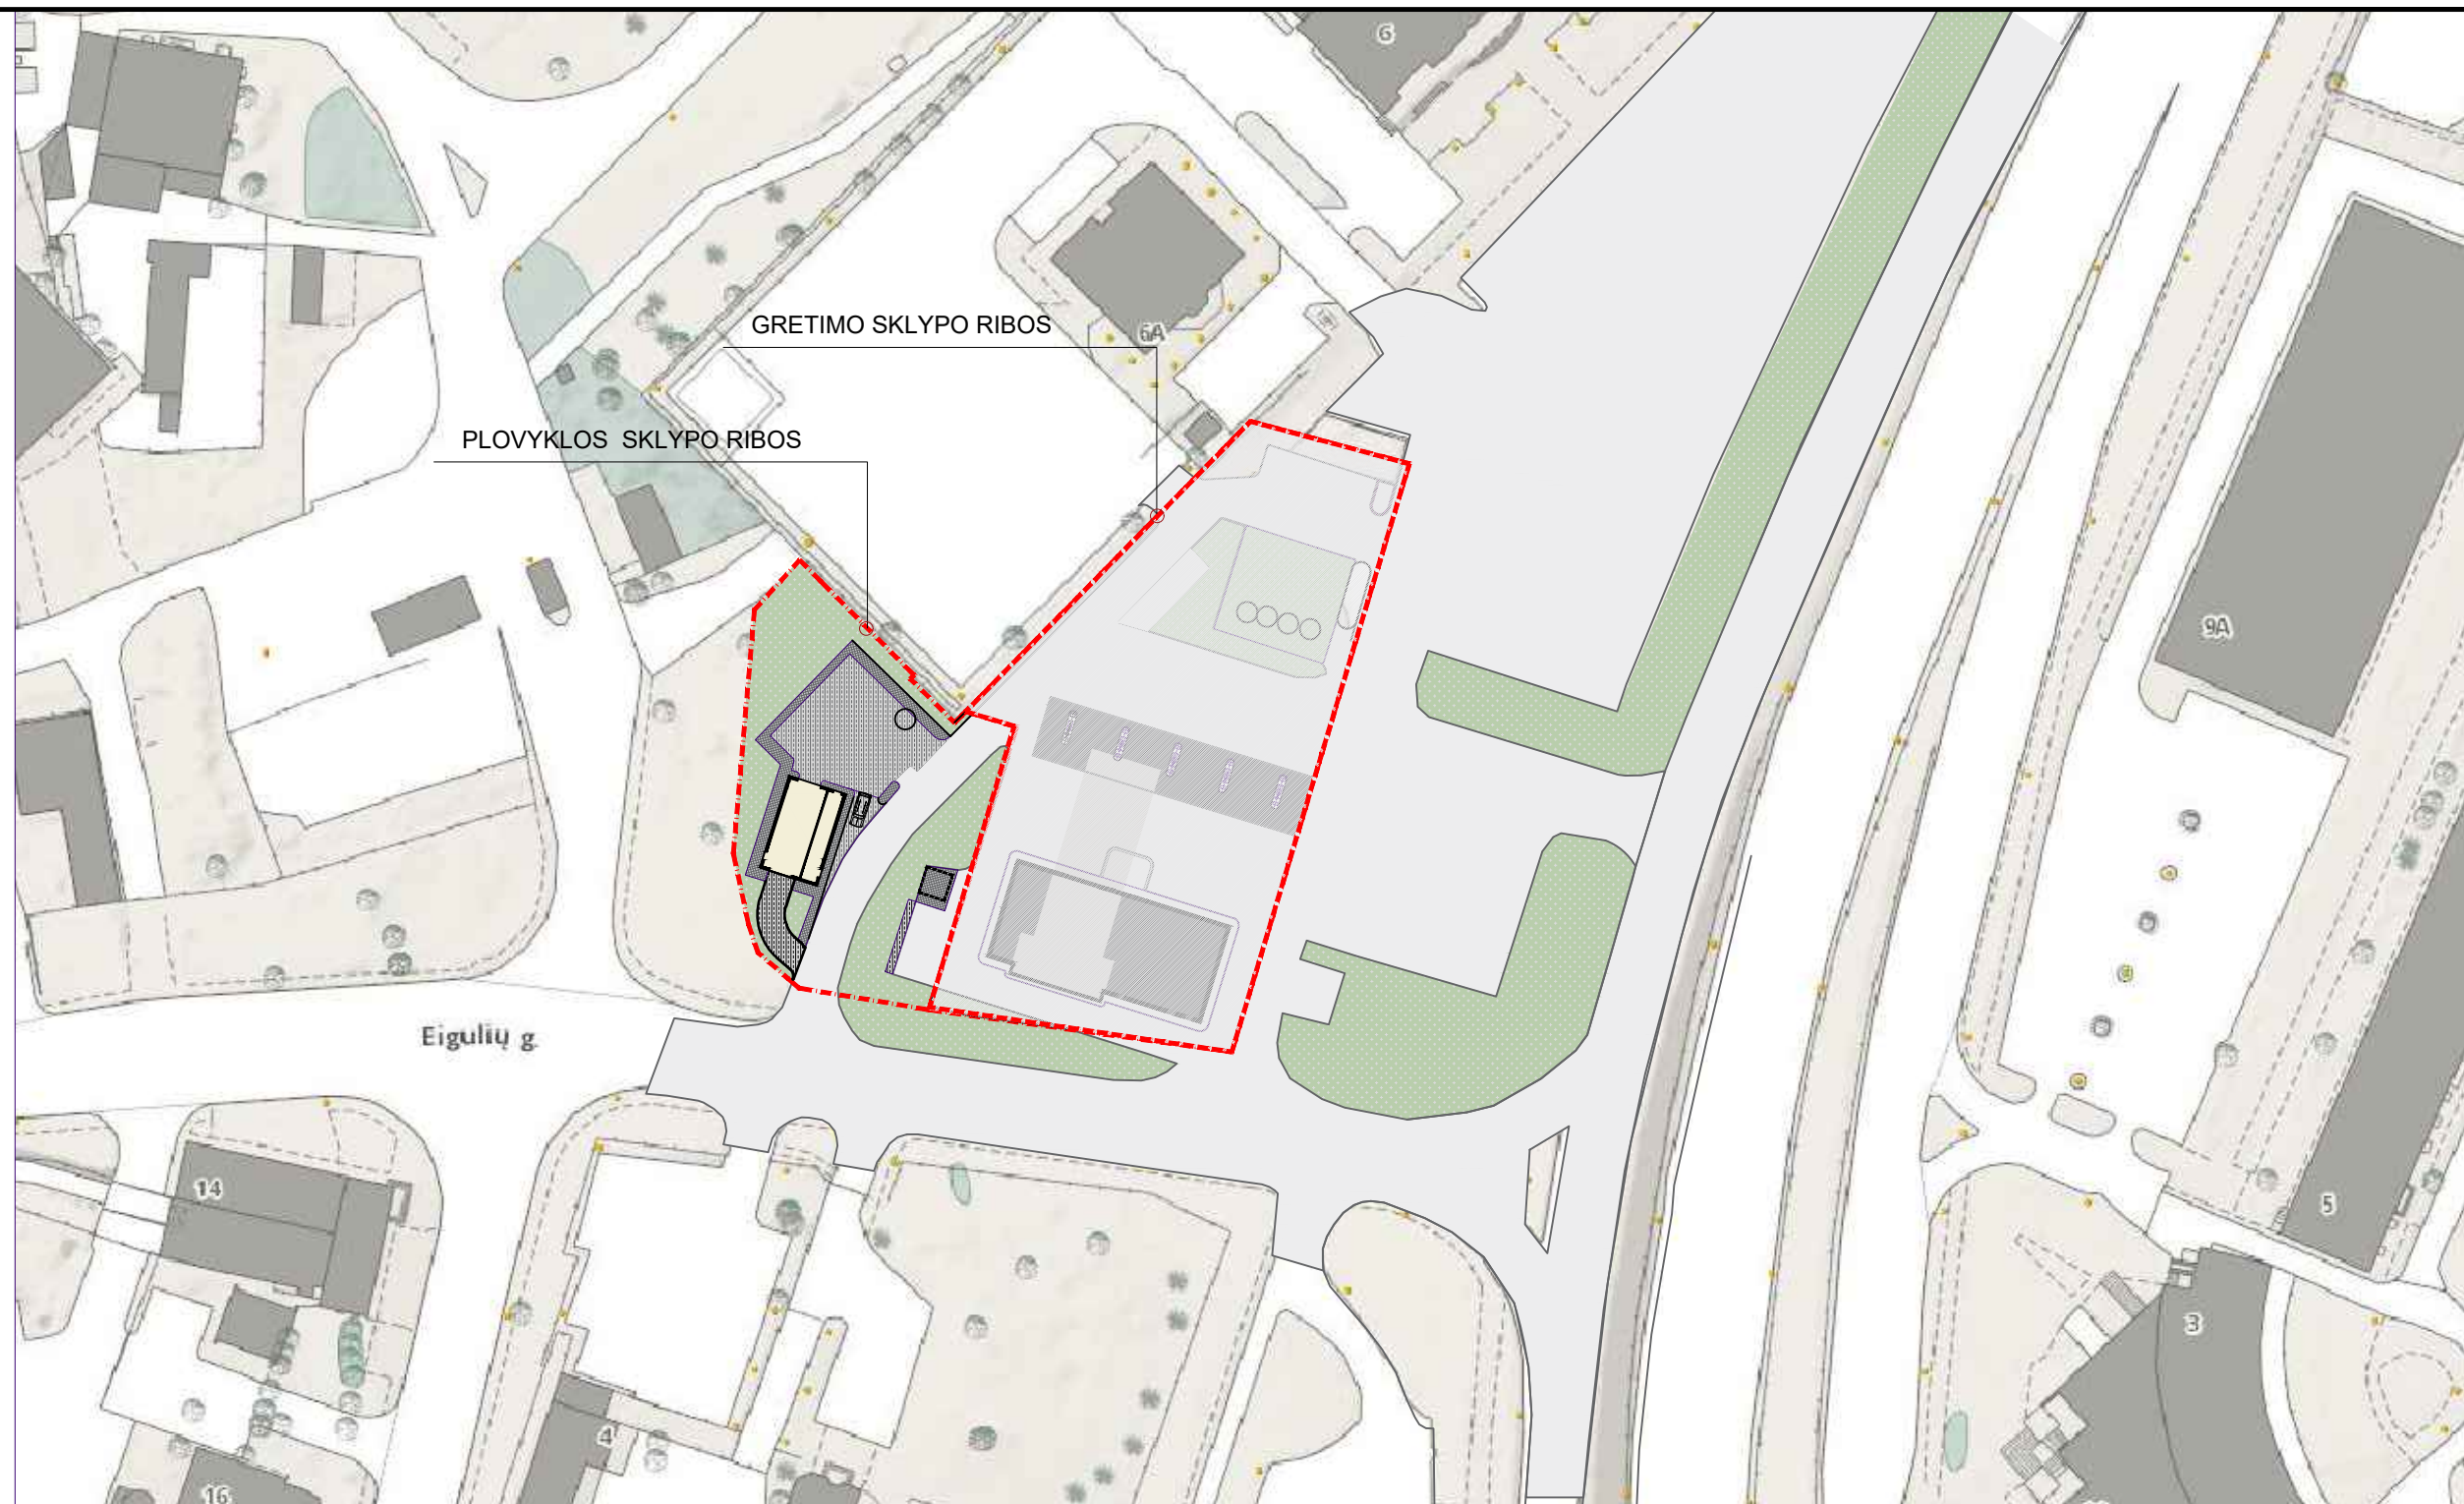 6
GRETIMO SKLYPO RIBOS
6A
PLOVYKLOS SKLYPO RIBOS
9A
Eigulių g.
14
5
3
4
16